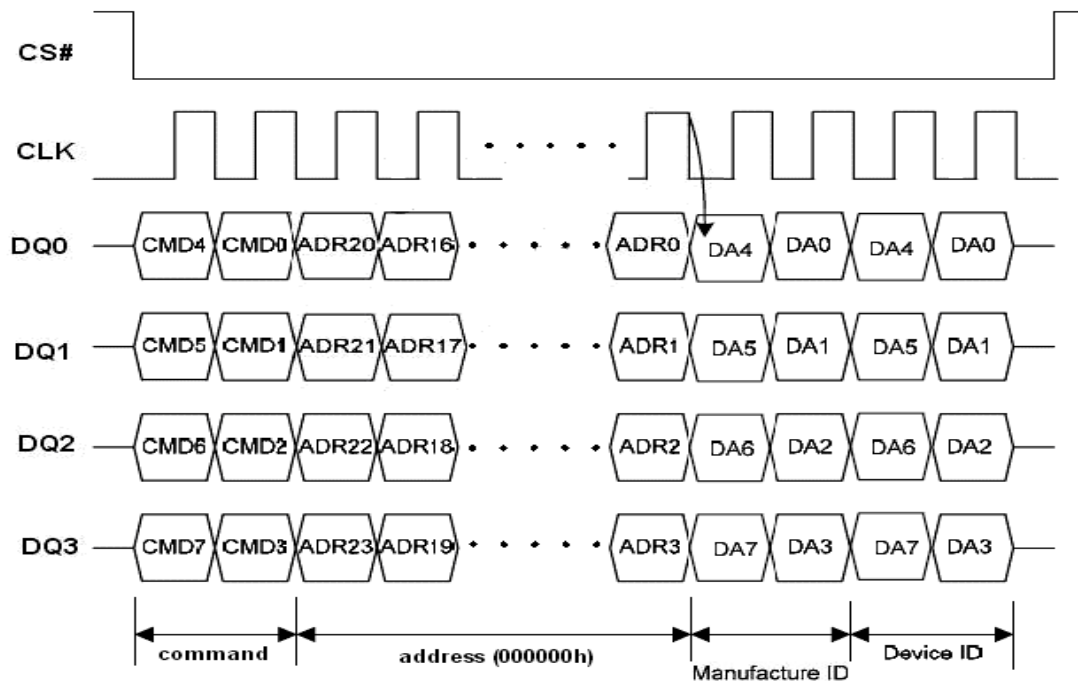 CS#
CLK
DQ0 CMD4 CMD0 ADR20 ADR16 ADR0 DA4 DA0 DA4 DA0
DQ1 CMD5 CMD1 ADR21 ADR17 ADR1 DA5 DA1 DA5 DA1
DQ2 CMD6 CMD2 ADR22 ADR18 ADR2 DA6 DA2 DA6 DA2
DQ3 CMD7 CMD3 ADR23 ADR19 ADR3 DA7 DA3 DA7 DA3
command address (000000h) Manufacture ID Device ID